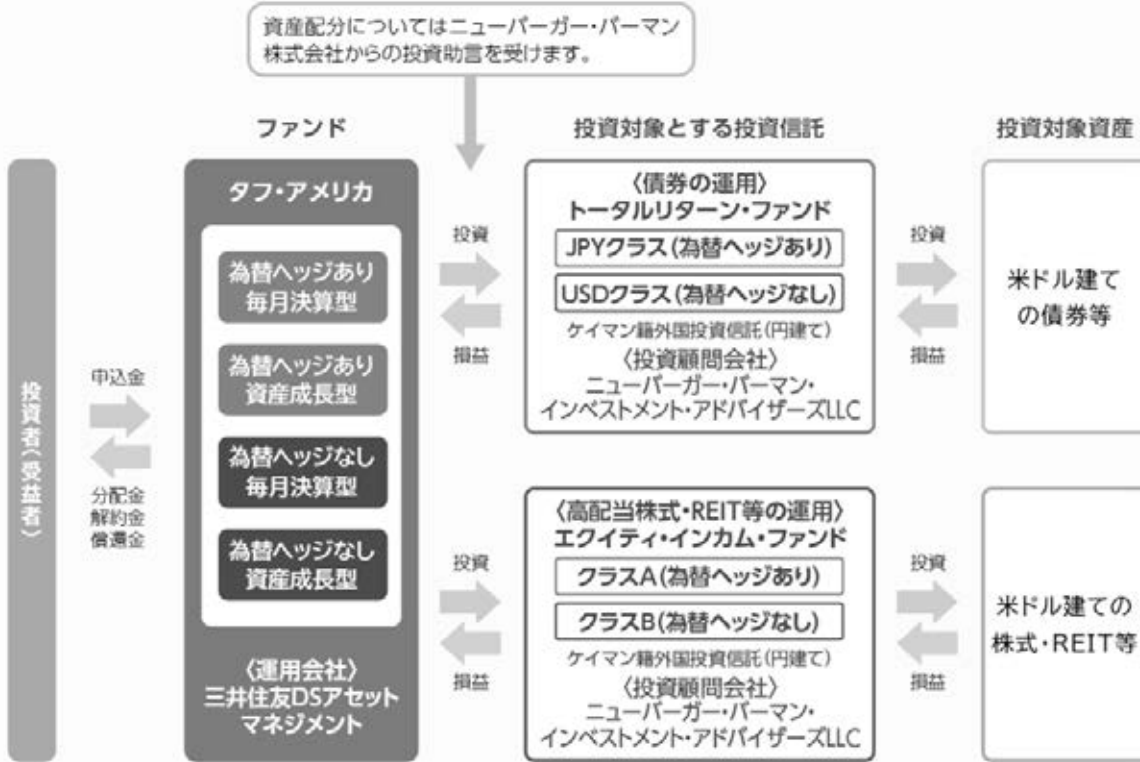 資産配分についてはニューバーガー・バーマン
株式会社からの投資助言を受けます。
ファンド
投資対象とする投資信託
投資対象資産
投資者（受益者）
申込金
分配金
解約金
償還金
タフ・アメリカ
為替ヘッジあり
毎月決算型
為替ヘッジあり
資産成長型
為替ヘッジなし
毎月決算型
為替ヘッジなし
資産成長型
〈運用会社〉
三井住友DSアセット
マネジメント
投資
損益
〈債券の運用〉
トータルリターン・ファンド
JPYクラス(為替ヘッジあり)
USDクラス(為替ヘッジなし)
ケイマン籍外国投資信託(円建て)
〈投資顧問会社〉
ニューバーガー・バーマン・
インベストメント・アドバイザーズLLC
投資
損益
米ドル建て
の債券等
投資
損益
〈高配当株式・REIT等の運用〉
エクイティ・インカム・ファンド
クラスA(為替ヘッジあり)
クラスB(為替ヘッジなし)
ケイマン籍外国投資信託(円建て)
〈投資顧問会社〉
ニューバーガー・バーマン・
インベストメント・アドバイザーズLLC
投資
損益
米ドル建ての
株式・REIT等